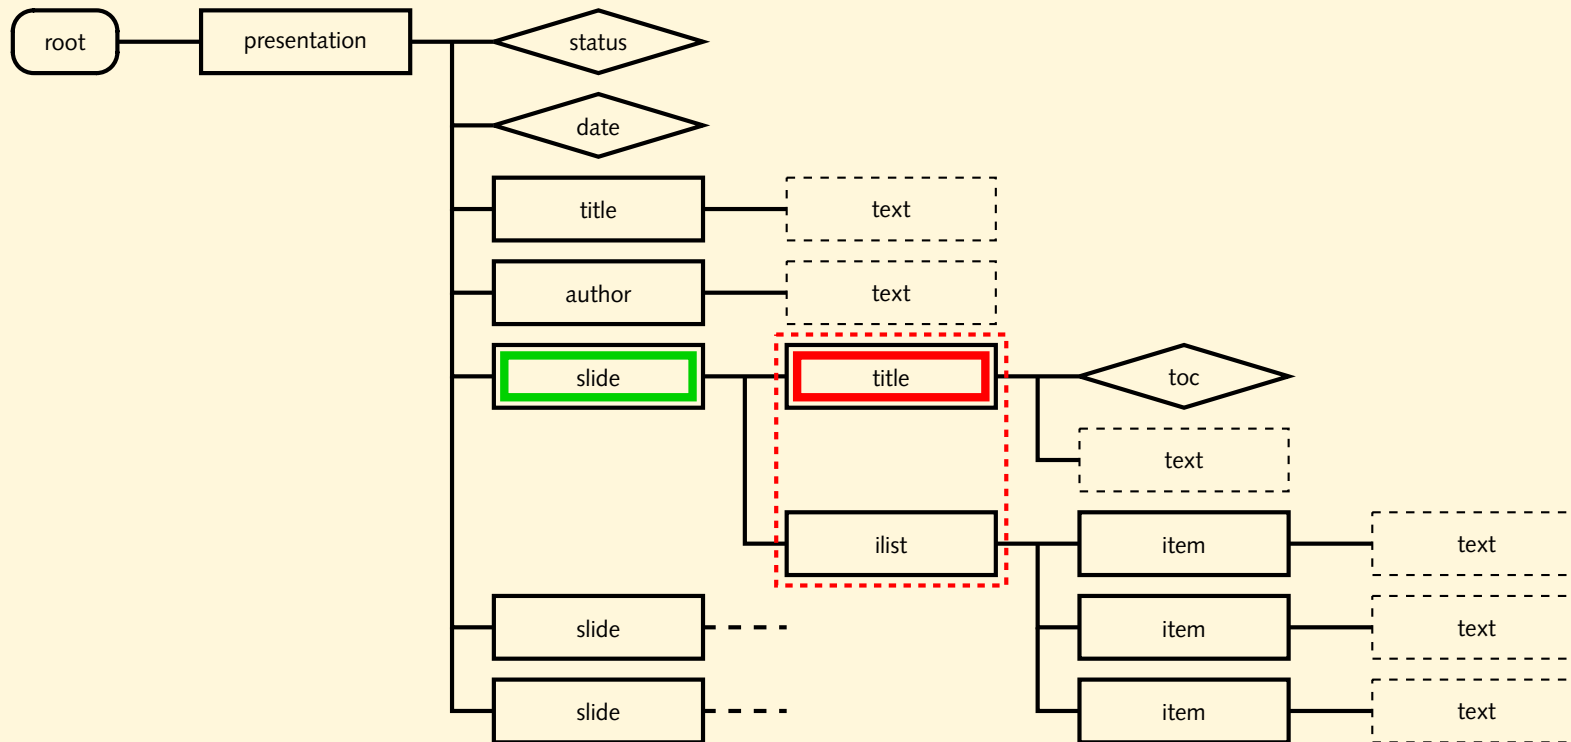 root presentation status
date
title text
author text
slide title toc
text
ilist item text
slide item text
slide item text